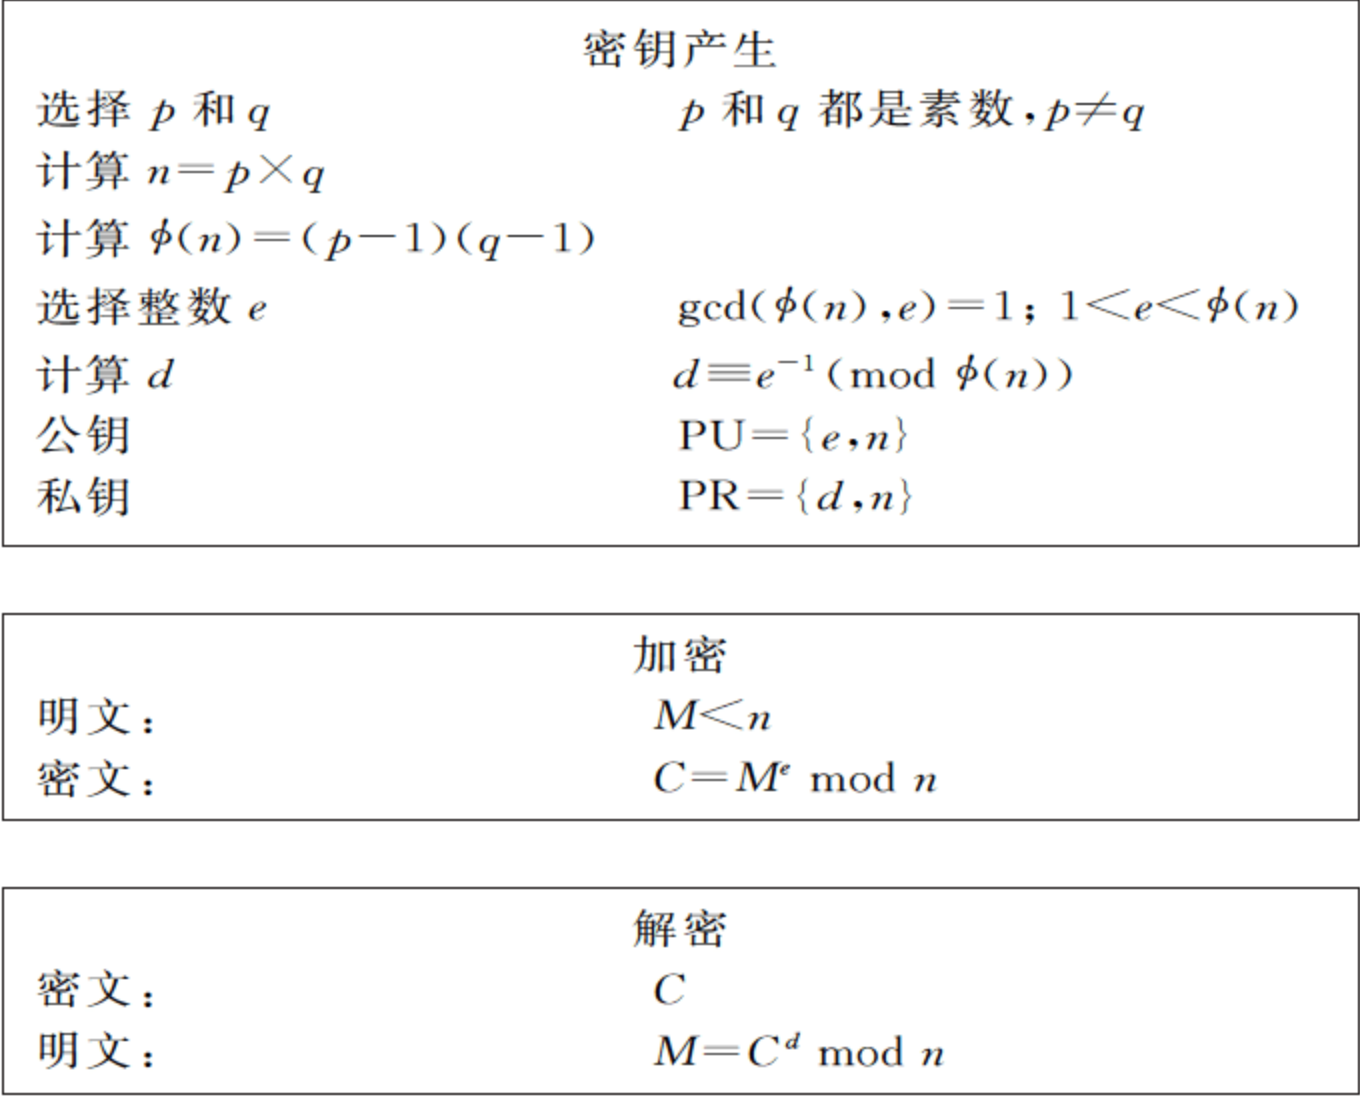 密钥产生
选择 p 和 q p 和 q 都是素数,p≠q
计算 n=p×q
计算 ϕ(n)=(p−1)(q−1)
选择整数 e gcd(ϕ(n),e)=1; 1<e<ϕ(n)
计算 d d≡e⁻¹(mod ϕ(n))
公钥 PU={e,n}
私钥 PR={d,n}
加密
明文: M<n
密文: C=Mᵉ mod n
解密
密文: C
明文: M=Cᵈ mod n